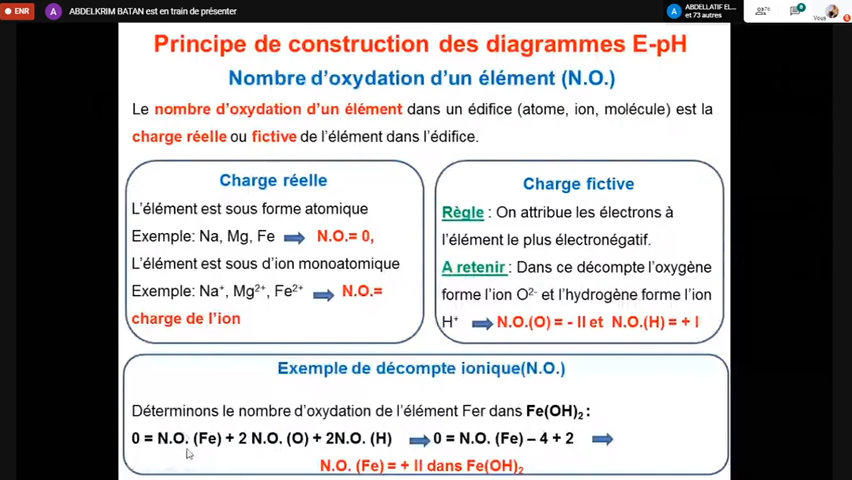 ENR
A ABDELKRIM BATAN est en train de présenter
A ABDELLATIF EL...
et 73 autres
Vous
Principe de construction des diagrammes E-pH
Nombre d'oxydation d'un élément (N.O.)
Le nombre d'oxydation d'un élément dans un édifice (atome, ion, molécule) est la
charge réelle ou fictive de l'élément dans l'édifice.
Charge réelle
L'élément est sous forme atomique
Exemple: Na, Mg, Fe N.O.= 0,
L'élément est sous d'ion monoatomique
Exemple: Na⁺, Mg²⁺, Fe²⁺ N.O.=
charge de l'ion
Charge fictive
Règle : On attribue les électrons à
l'élément le plus électronégatif.
A retenir : Dans ce décompte l'oxygène
forme l'ion O²⁻ et l'hydrogène forme l'ion
H⁺ N.O.(O) = - II et N.O.(H) = + I
Exemple de décompte ionique(N.O.)
Déterminons le nombre d'oxydation de l'élément Fer dans Fe(OH)₂ :
0 = N.O. (Fe) + 2 N.O. (O) + 2N.O. (H) 0 = N.O. (Fe) – 4 + 2
N.O. (Fe) = + II dans Fe(OH)₂